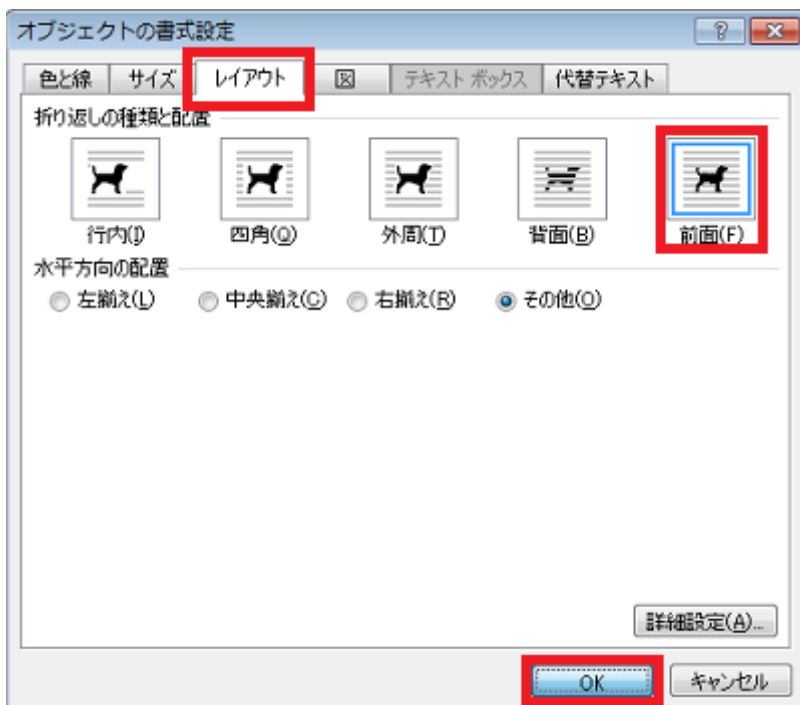 オブジェクトの書式設定
色と線 サイズ レイアウト 図 テキスト ボックス 代替テキスト
折り返しの種類と配置
行内(I) 四角(Q) 外周(T) 背面(B) 前面(F)
水平方向の配置
左揃え(L) 中央揃え(C) 右揃え(R) その他(O)
詳細設定(A)...
OK キャンセル